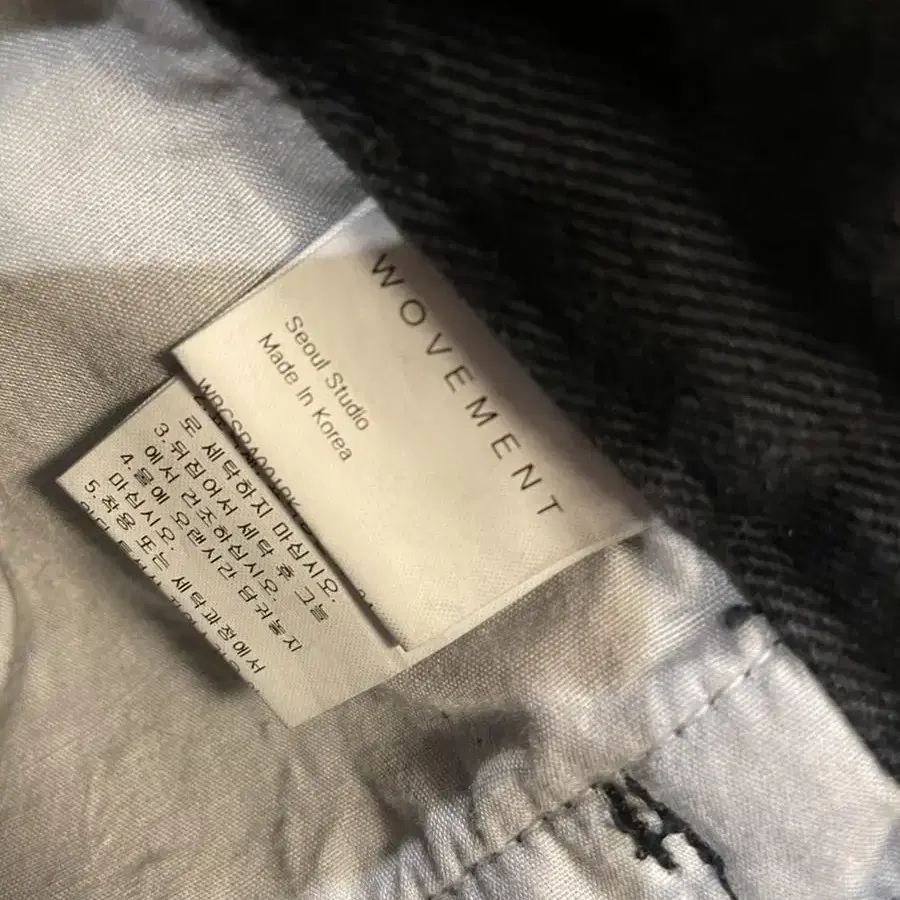 WOVEMENT
Seoul Studio
Made In Korea
로 세탁하지 마십시오.
3.뒤집어서 세탁 후 그늘
에서 건조하십시오.
4.물에 오랜시간 담궈놓지
마십시오.
5.착용 또는 세탁과정에서